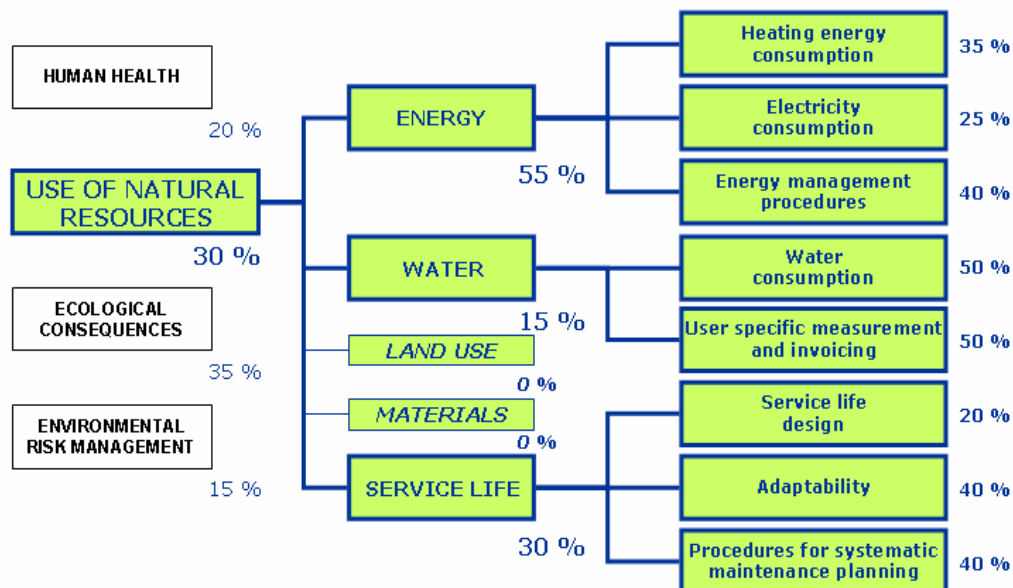 HUMAN HEALTH
20 %
USE OF NATURAL
RESOURCES
30 %
ECOLOGICAL
CONSEQUENCES
35 %
ENVIRONMENTAL
RISK MANAGEMENT
15 %
ENERGY
55 %
WATER
15 %
LAND USE
0 %
MATERIALS
0 %
SERVICE LIFE
30 %
Heating energy
consumption
35 %
Electricity
consumption
25 %
Energy management
procedures
40 %
Water
consumption
50 %
User specific measurement
and invoicing
50 %
Service life
design
20 %
Adaptability
40 %
Procedures for systematic
maintenance planning
40 %